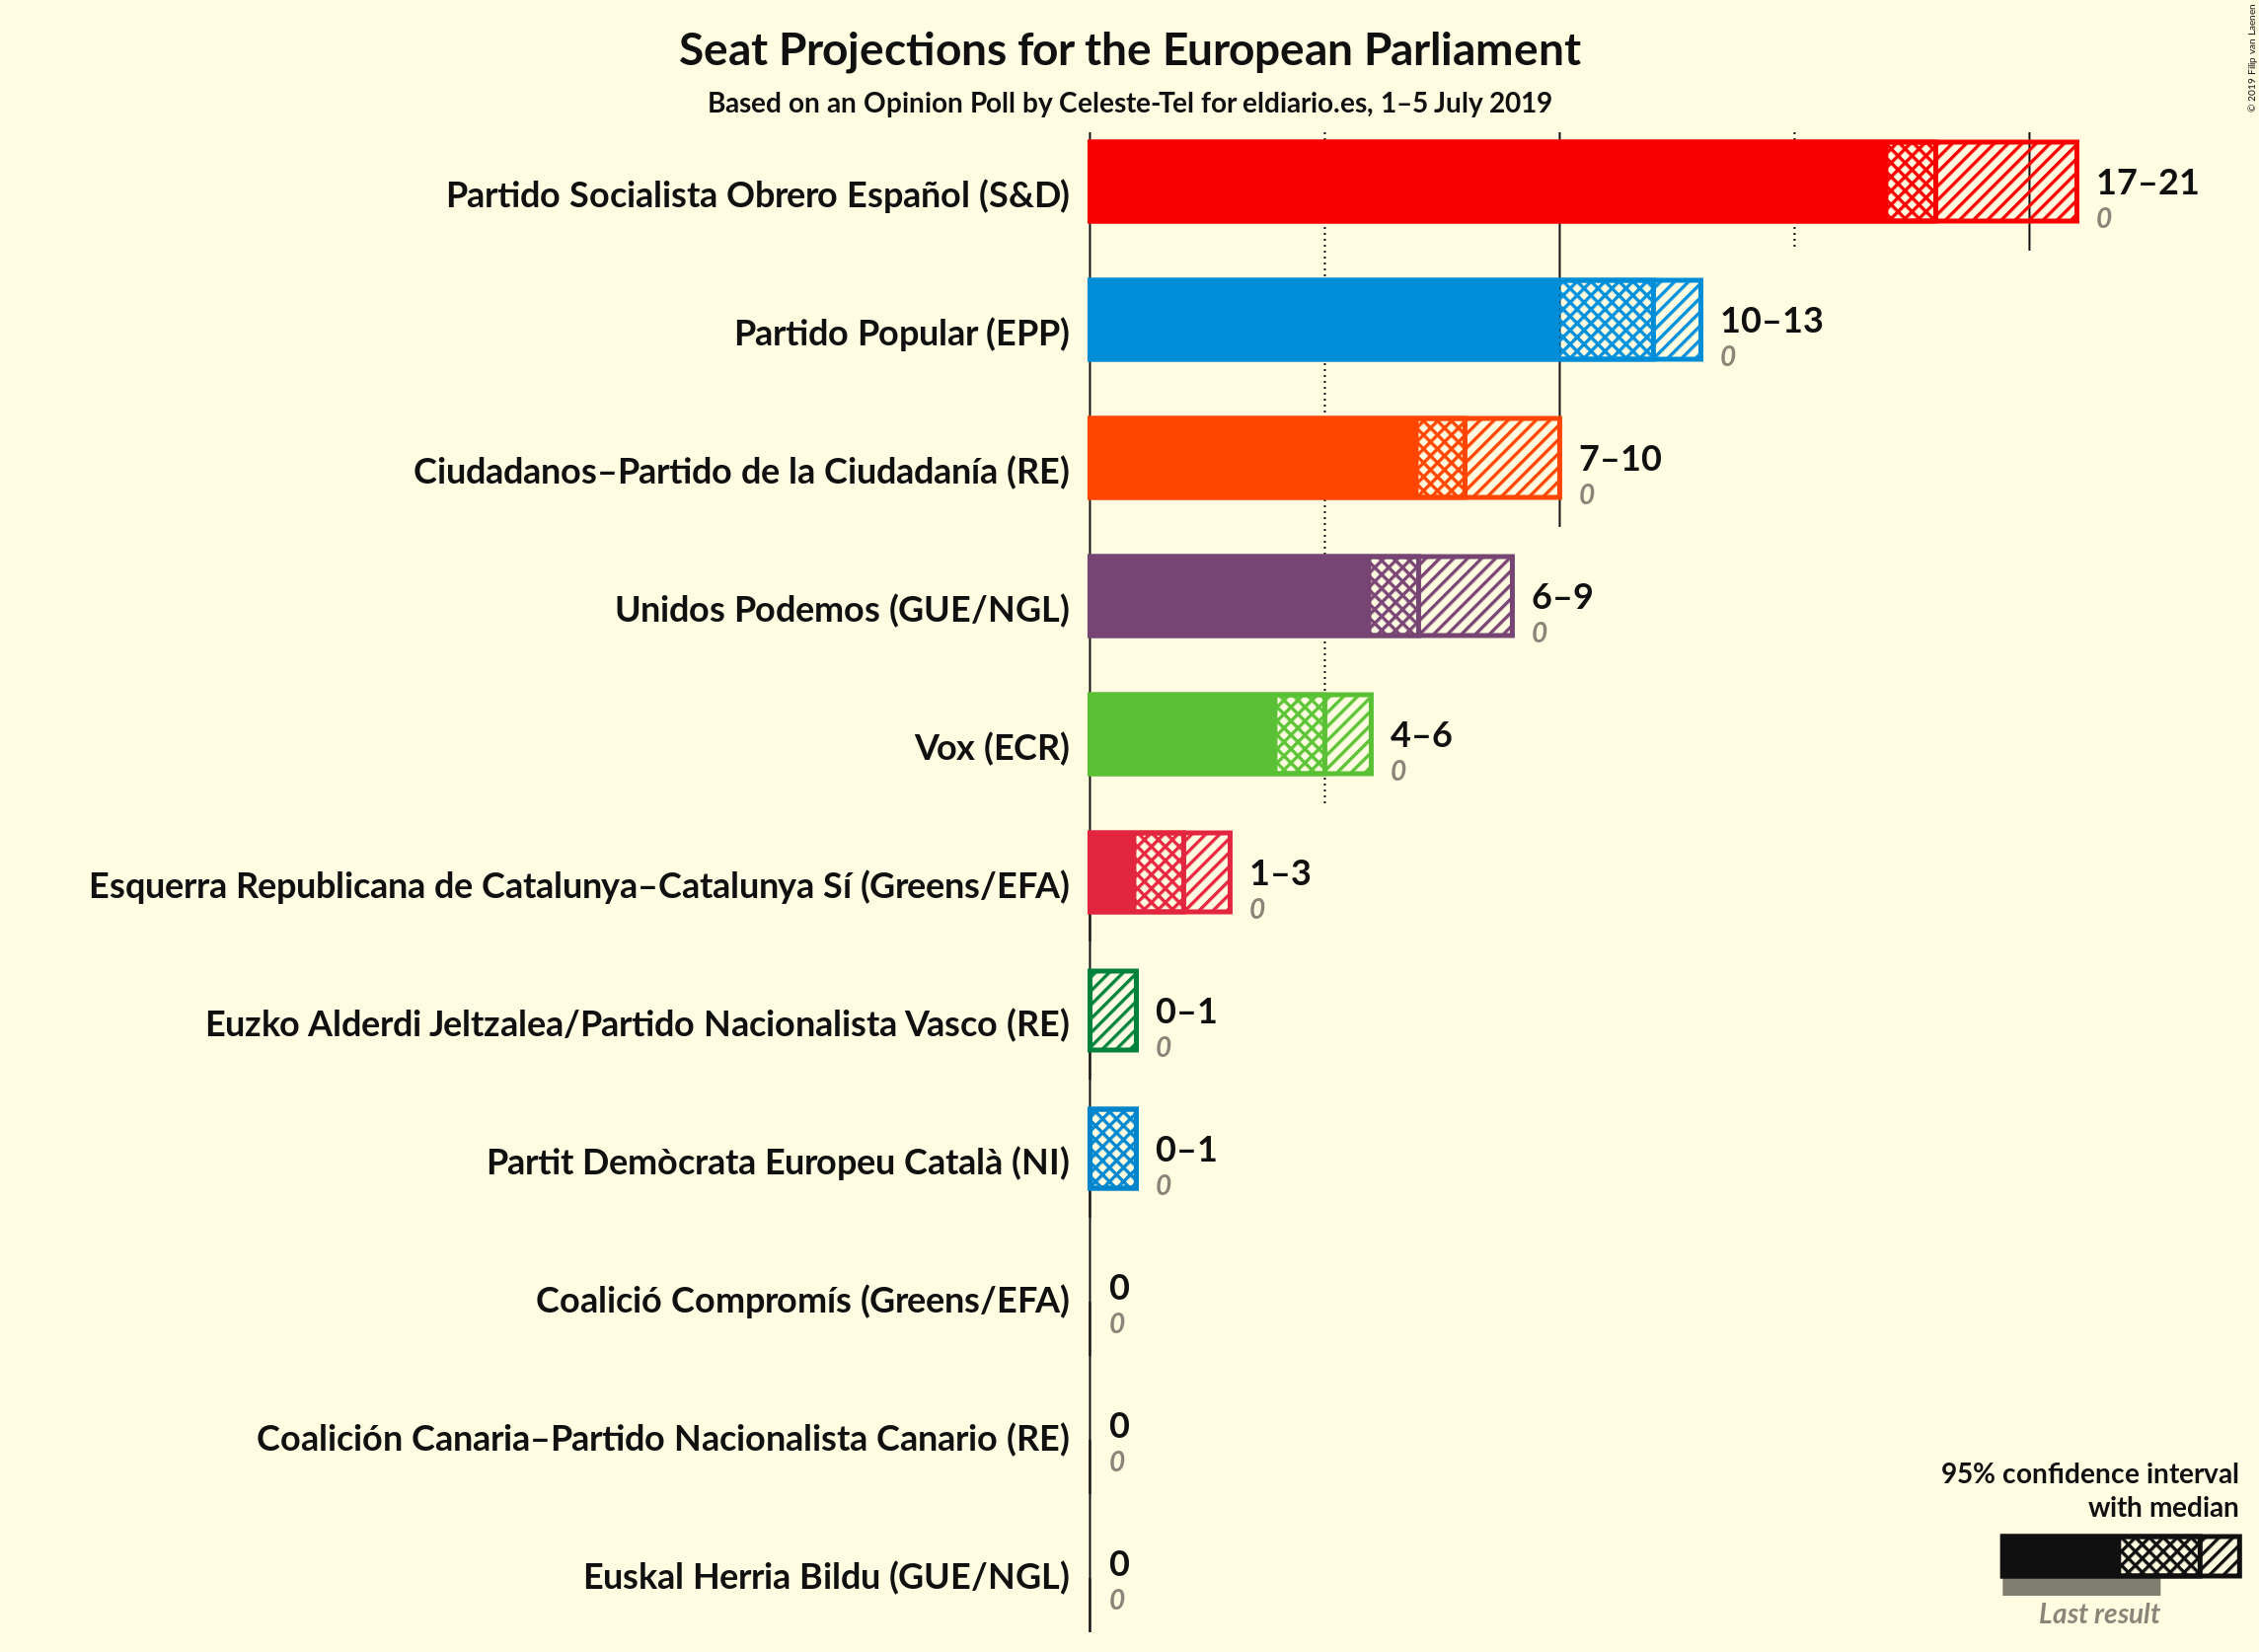 Seat Projections for the European Parliament
Based on an Opinion Poll by Celeste-Tel for eldiario.es, 1–5 July 2019
© 2019 Filip van Laenen
Partido Socialista Obrero Español (S&D)
17–21
0
Partido Popular (EPP)
10–13
0
Ciudadanos–Partido de la Ciudadanía (RE)
7–10
0
Unidos Podemos (GUE/NGL)
6–9
0
Vox (ECR)
4–6
0
Esquerra Republicana de Catalunya–Catalunya Sí (Greens/EFA)
1–3
0
Euzko Alderdi Jeltzalea/Partido Nacionalista Vasco (RE)
0–1
0
Partit Demòcrata Europeu Català (NI)
0–1
0
Coalició Compromís (Greens/EFA)
0
0
Coalición Canaria–Partido Nacionalista Canario (RE)
0
0
Euskal Herria Bildu (GUE/NGL)
0
0
95% confidence interval
with median
Last result